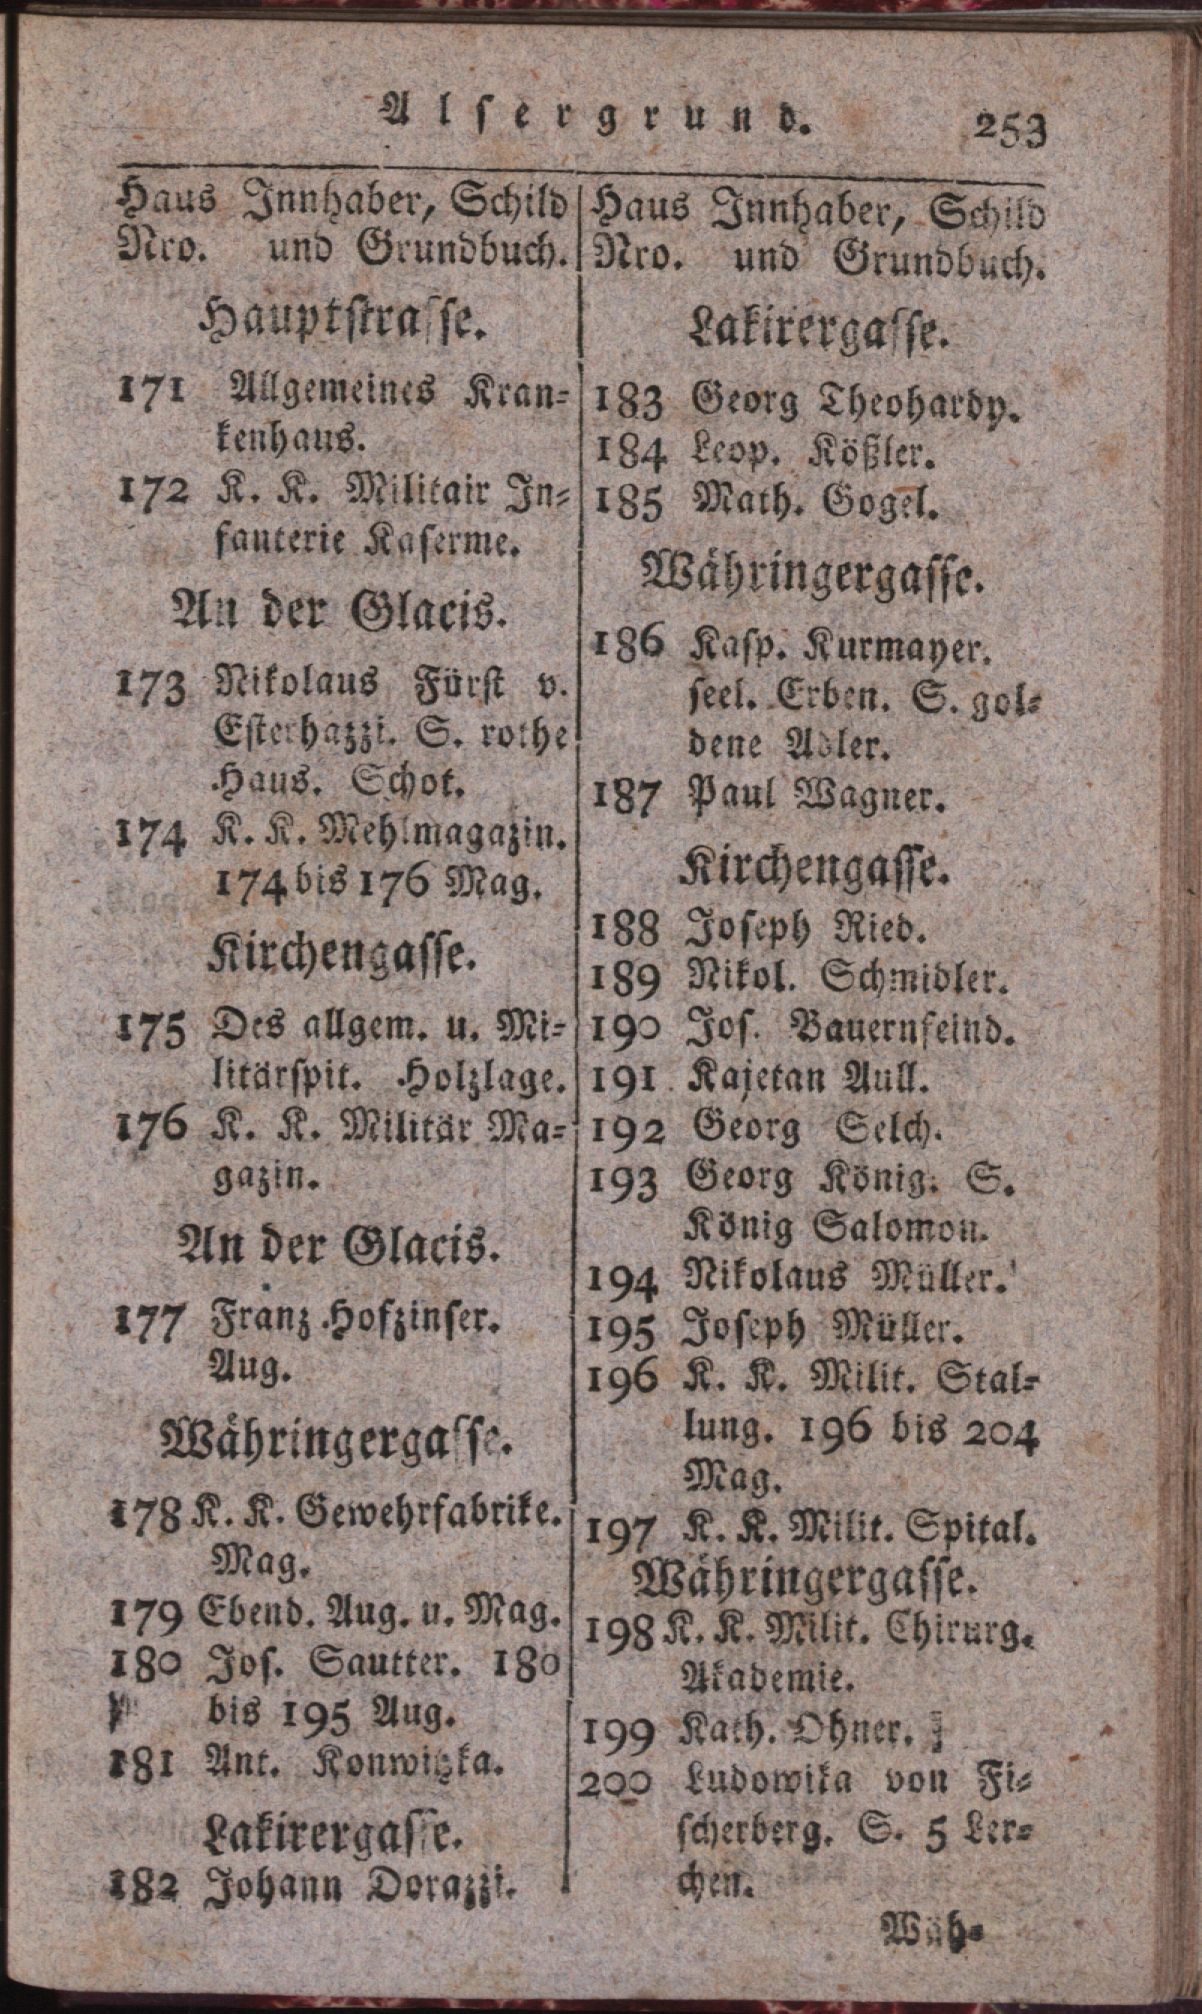 Alsergrund. 253
Haus Innhaber, Schild
Nro. und Grundbuch.
Hauptstrasse.
171 Allgemeines Kran-
kenhaus.
172 K. K. Militair In-
fanterie Kaserme.
An der Glacis.
173 Nikolaus Fürst v.
Esterhazzi. S. rothe
Haus. Schot.
174 K. K. Mehlmagazin.
174 bis 176 Mag.
Kirchengasse.
175 Des allgem. u. Mi-
litärspit. Holzlage.
176 K. K. Militär Ma-
gazin.
An der Glacis.
177 Franz Hofzinser.
Aug.
Währingergasse.
178 K. K. Gewehrfabrike.
Mag.
179 Ebend. Aug. u. Mag.
180 Jos. Sautter. 180
bis 195 Aug.
181 Ant. Konwitzka.
Lakirergasse.
182 Johann Dorazzi.
Haus Innhaber, Schild
Nro. und Grundbuch.
Lakirergasse.
183 Georg Theohardy.
184 Leop. Kößler.
185 Math. Gogel.
Währingergasse.
186 Kasp. Kurmayer.
seel. Erben. S. gol-
dene Adler.
187 Paul Wagner.
Kirchengasse.
188 Joseph Ried.
189 Nikol. Schmidler.
190 Jos. Bauernfeind.
191 Kajetan Aull.
192 Georg Selch.
193 Georg König. S.
König Salomon.
194 Nikolaus Müller.
195 Joseph Müller.
196 K. K. Milit. Stal-
lung. 196 bis 204
Mag.
197 K. K. Milit. Spital.
Währingergasse.
198 K. K. Milit. Chirurg.
Akademie.
199 Kath. Ohner.
200 Ludowika von Fi-
scherberg. S. 5 Ler-
chen.
Wäh-